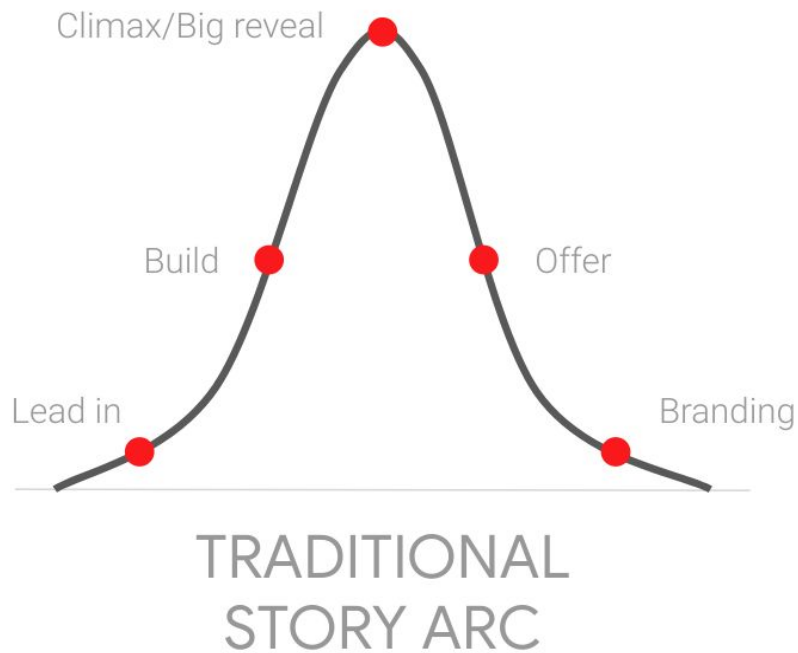 Climax/Big reveal
Build
Offer
Lead in
Branding
TRADITIONAL
STORY ARC